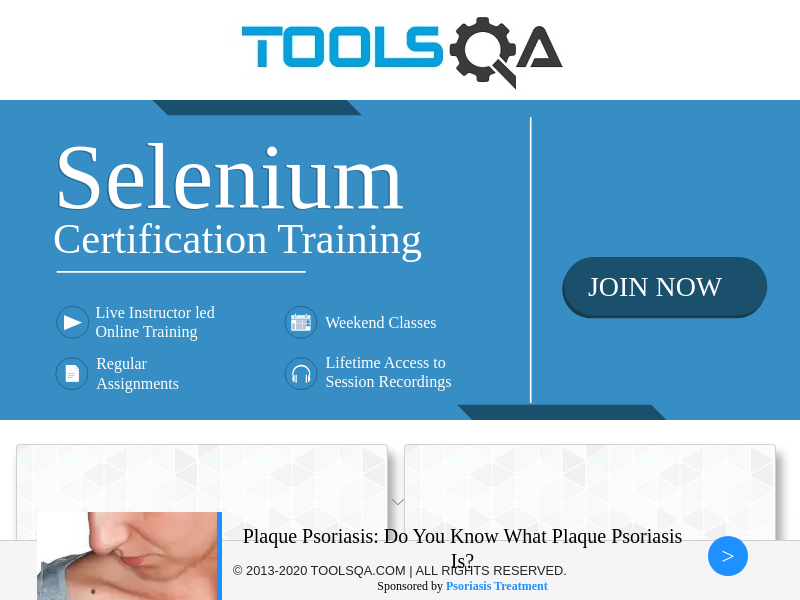 TOOLSQA
Selenium
Certification Training
Live Instructor led
Online Training
Weekend Classes
Regular
Assignments
Lifetime Access to
Session Recordings
JOIN NOW
Plaque Psoriasis: Do You Know What Plaque Psoriasis
Is?
>
© 2013-2020 TOOLSQA.COM | ALL RIGHTS RESERVED.
Sponsored by Psoriasis Treatment